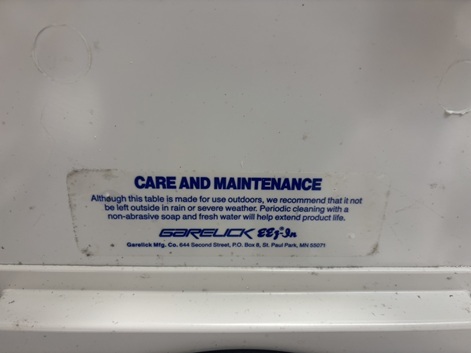 CARE AND MAINTENANCE
Although this table is made for use outdoors, we recommend that it not
be left outside in rain or severe weather. Periodic cleaning with a
non-abrasive soap and fresh water will help extend product life.
GARELICK EEz-In
Garelick Mfg. Co. 644 Second Street, P.O. Box 8, St. Paul Park, MN 55071